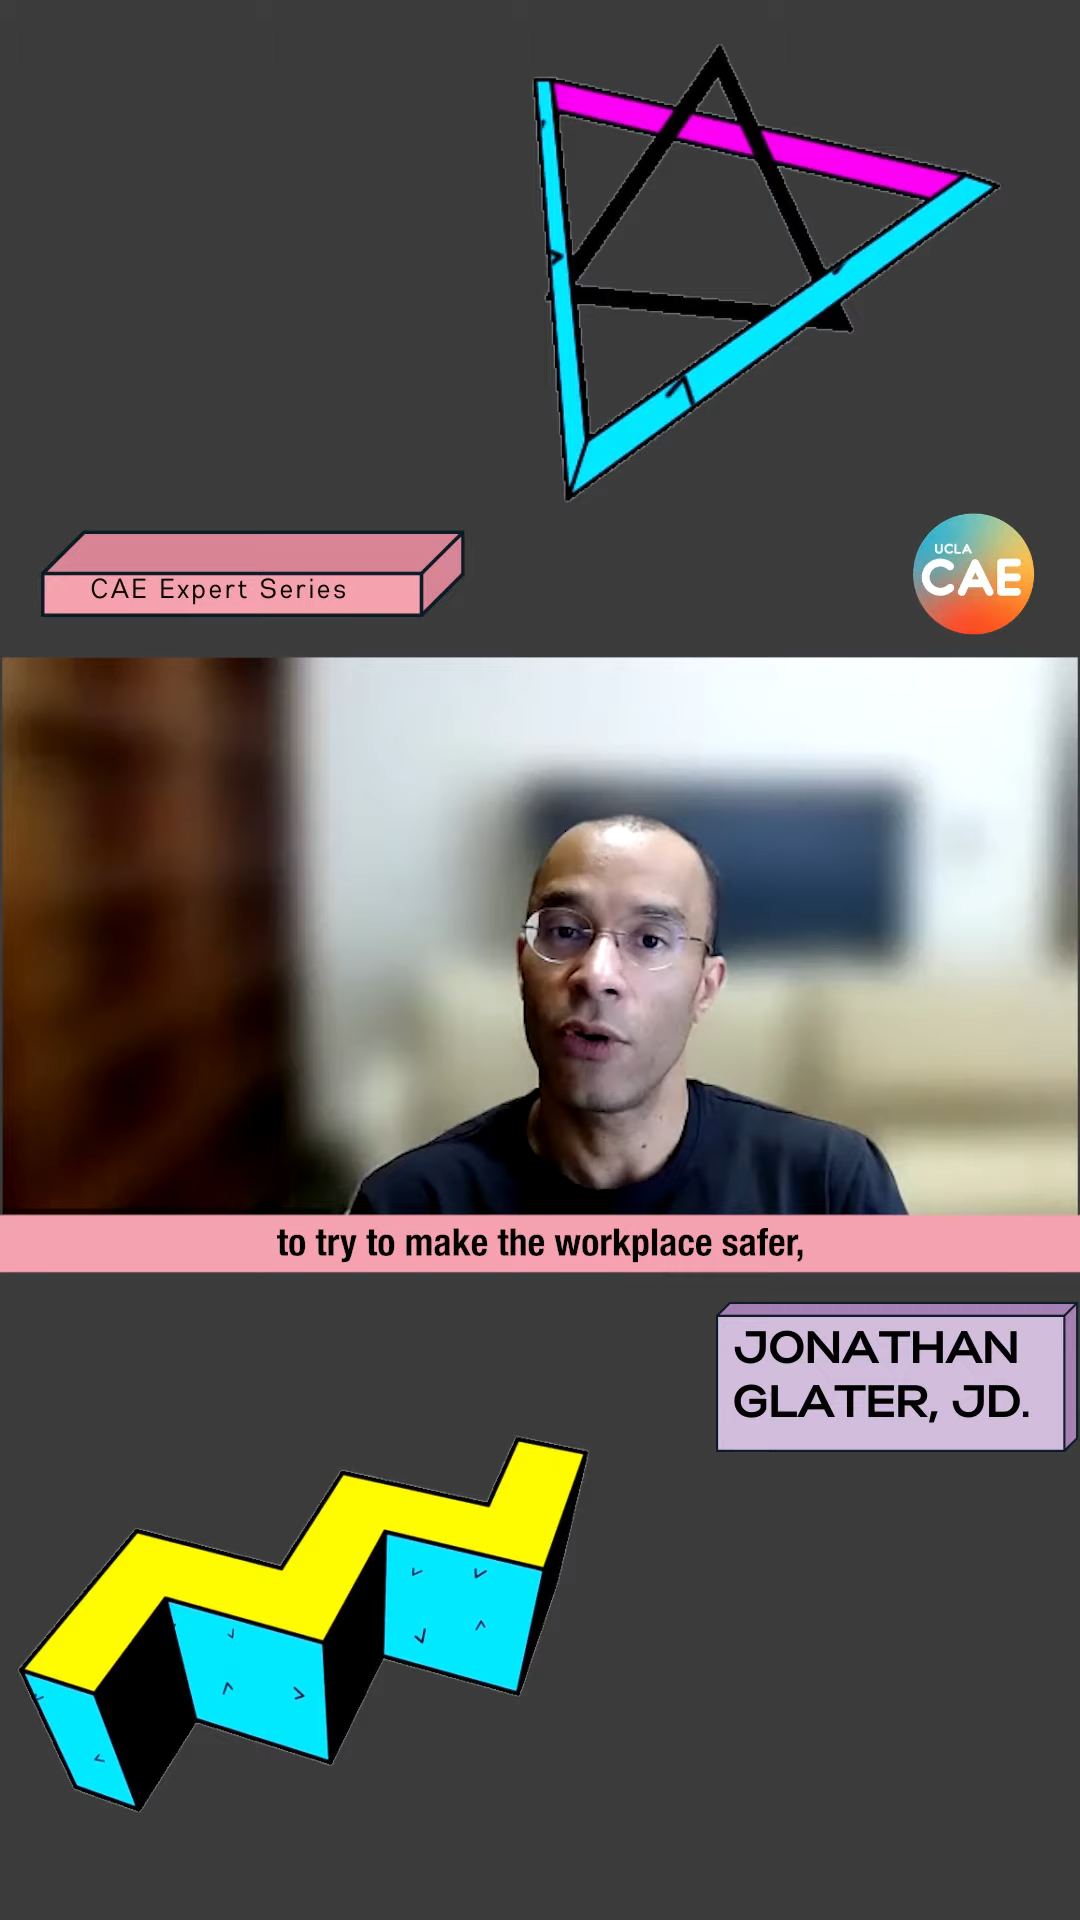 CAE Expert Series
UCLA
CAE
to try to make the workplace safer,
JONATHAN
GLATER, JD.